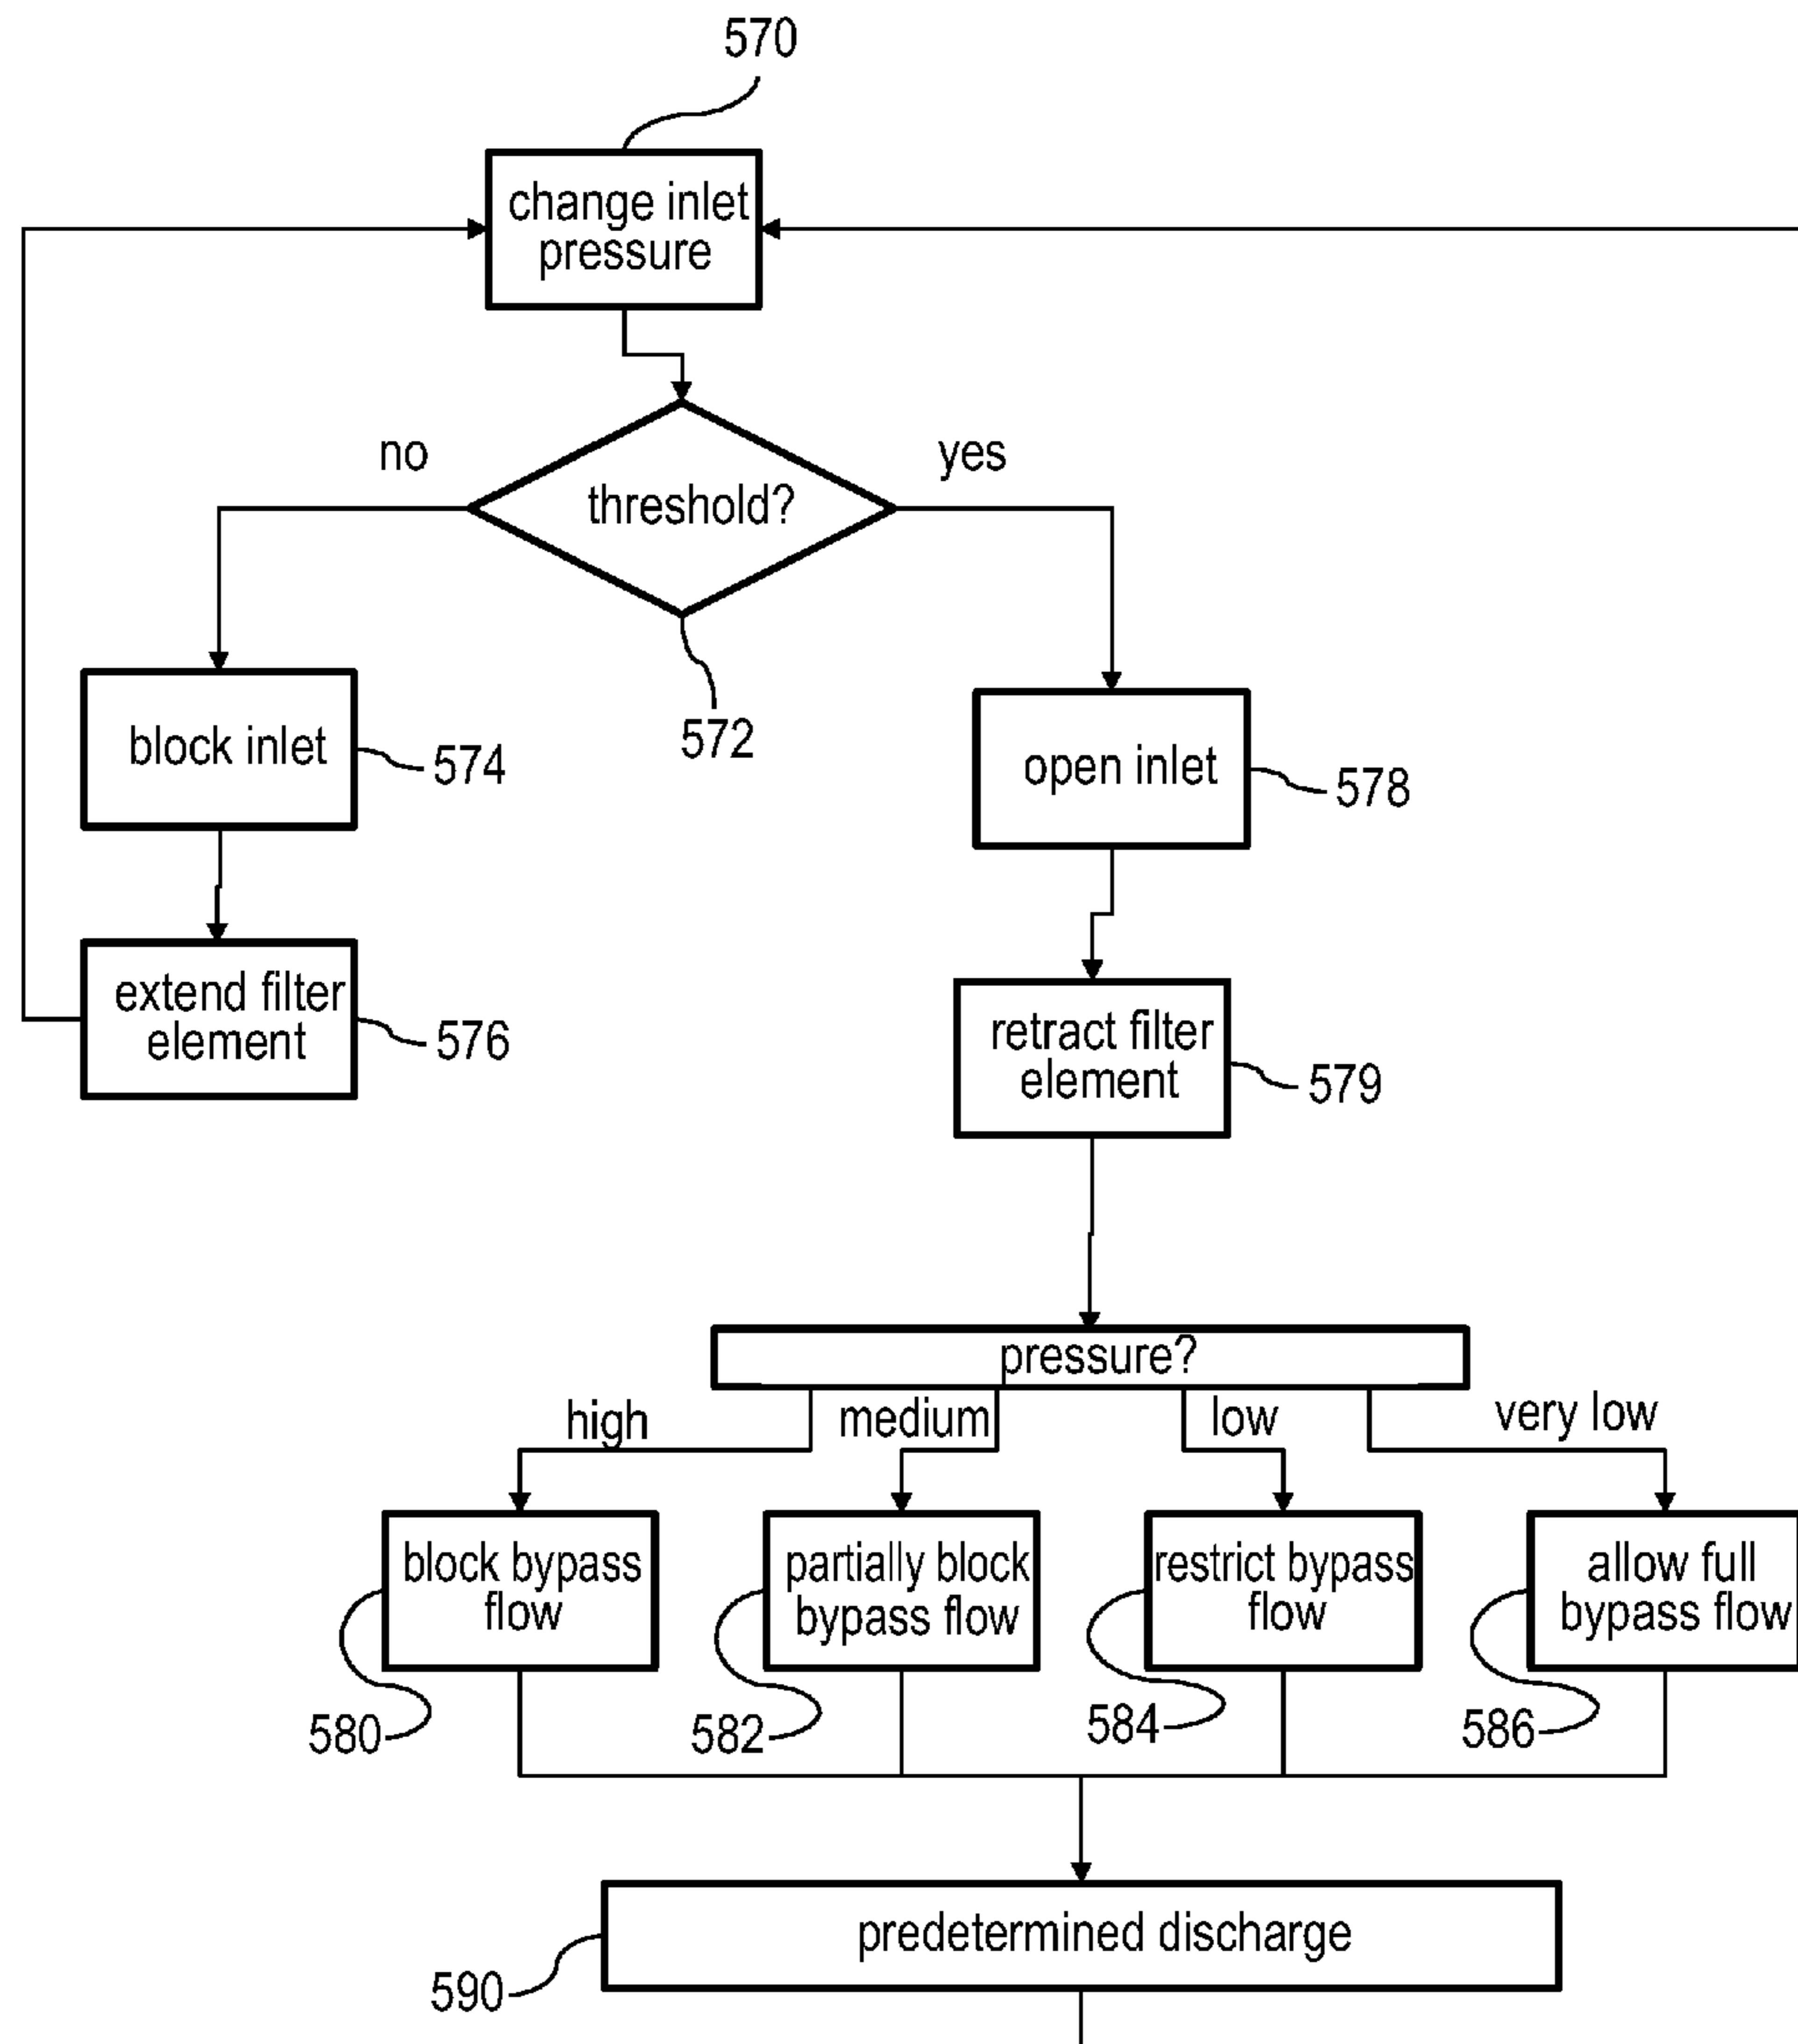 570
change inlet
pressure
no
yes
threshold?
572
block inlet
574
open inlet
578
extend filter
element
576
retract filter
element
579
pressure?
high
medium
low
very low
block bypass
flow
partially block
bypass flow
restrict bypass
flow
allow full
bypass flow
580
582
584
586
predetermined discharge
590